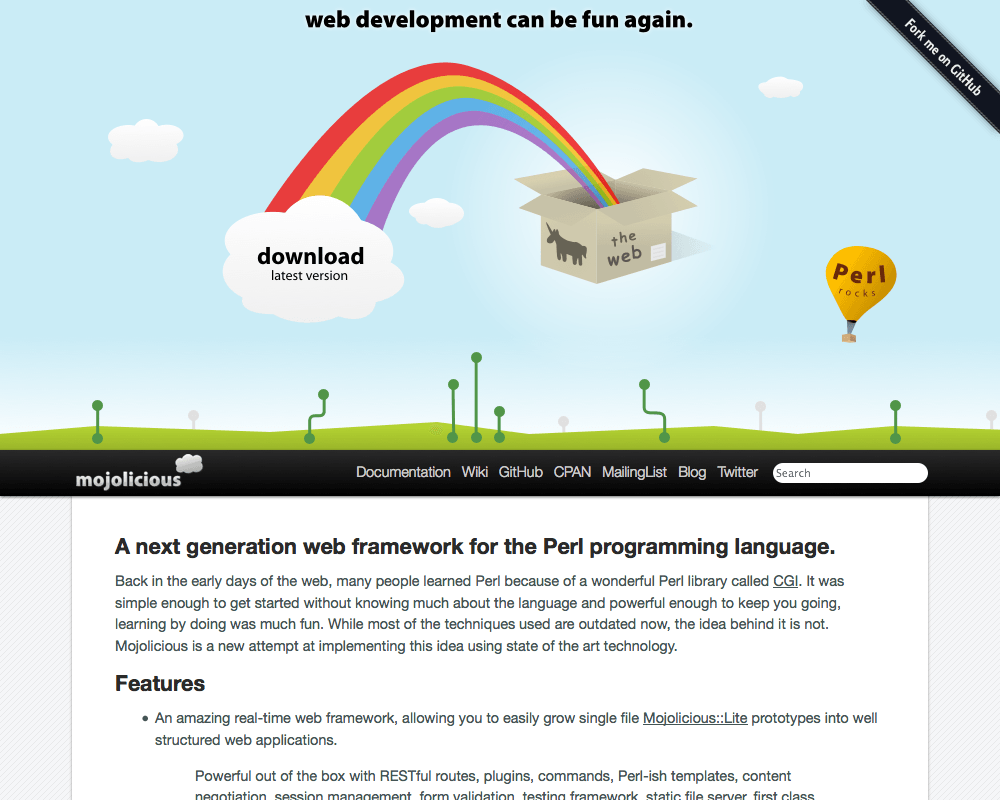 web development can be fun again.
Fork me on GitHub
the
web
download
latest version
Perl
rocks
mojolicious
Documentation Wiki GitHub CPAN MailingList Blog Twitter Search
A next generation web framework for the Perl programming language.
Back in the early days of the web, many people learned Perl because of a wonderful Perl library called CGI. It was
simple enough to get started without knowing much about the language and powerful enough to keep you going,
learning by doing was much fun. While most of the techniques used are outdated now, the idea behind it is not.
Mojolicious is a new attempt at implementing this idea using state of the art technology.
Features
• An amazing real-time web framework, allowing you to easily grow single file Mojolicious::Lite prototypes into well
structured web applications.
Powerful out of the box with RESTful routes, plugins, commands, Perl-ish templates, content
negotiation, session management, form validation, testing framework, static file server, first class